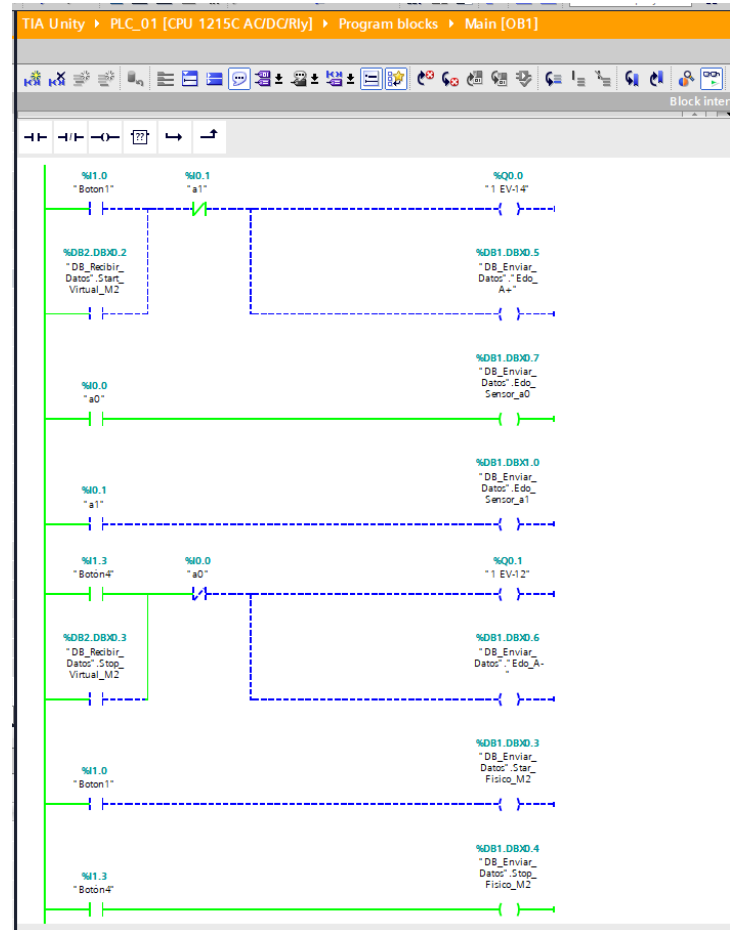 TIA Unity ▸ PLC_01 [CPU 1215C AC/DC/Rly] ▸ Program blocks ▸ Main [OB1]
Block inter
??
%I1.0
"Boton1"
%I0.1
"a1"
%Q0.0
"1 EV-14"
%DB2.DBX0.2
"DB_Recibir_
Datos".Start_
Virtual_M2
%DB1.DBX0.5
"DB_Enviar_
Datos"."Edo_
A+"
%I0.0
"a0"
%DB1.DBX0.7
"DB_Enviar_
Datos".Edo_
Sensor_a0
%I0.1
"a1"
%DB1.DBX1.0
"DB_Enviar_
Datos".Edo_
Sensor_a1
%I1.3
"Botón4"
%I0.0
"a0"
%Q0.1
"1 EV-12"
%DB2.DBX0.3
"DB_Recibir_
Datos".Stop_
Virtual_M2
%DB1.DBX0.6
"DB_Enviar_
Datos"."Edo_A-
"
%I1.0
"Boton1"
%DB1.DBX0.3
"DB_Enviar_
Datos".Star_
Fisico_M2
%I1.3
"Botón4"
%DB1.DBX0.4
"DB_Enviar_
Datos".Stop_
Fisico_M2